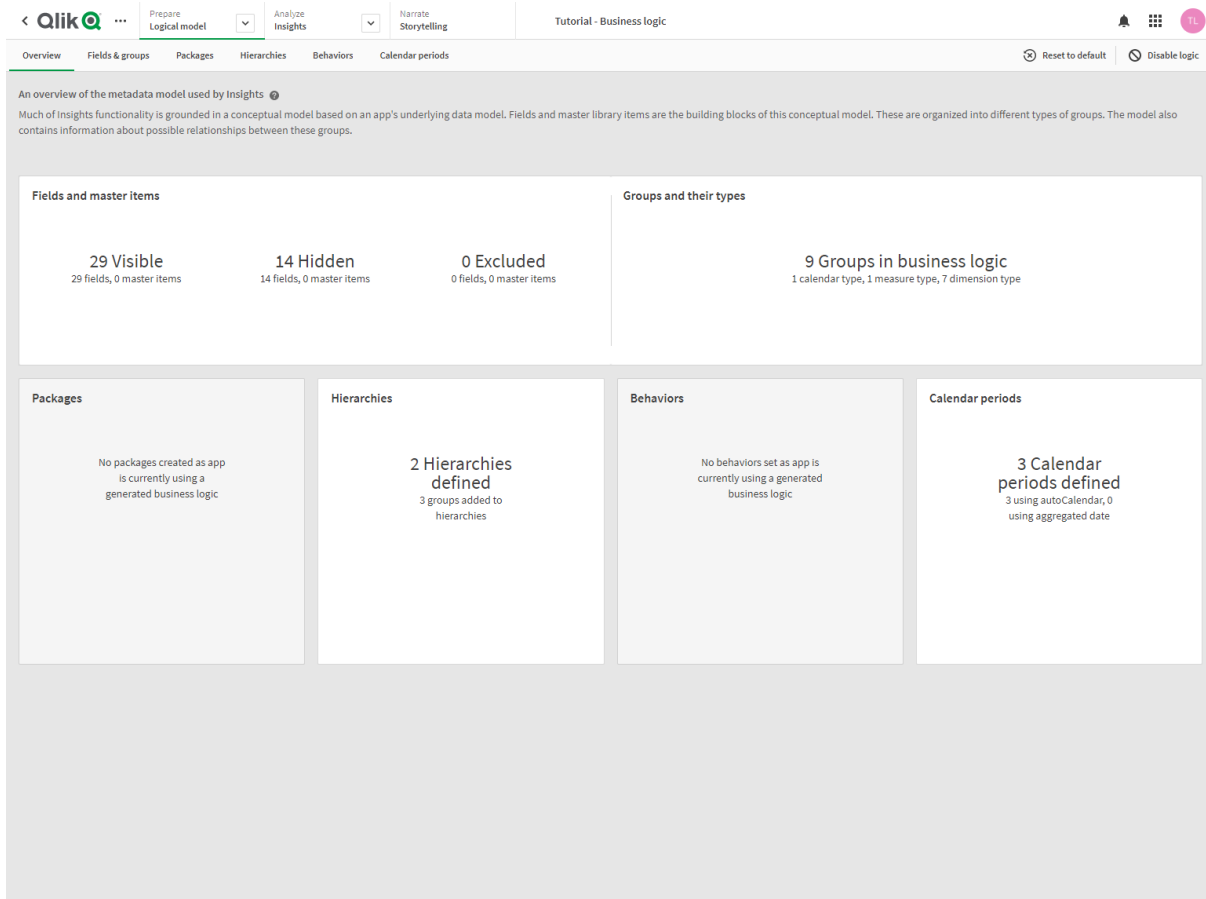 Qlik
Prepare
Logical model
Analyze
Insights
Narrate
Storytelling
Tutorial - Business logic
TL
Overview
Fields & groups
Packages
Hierarchies
Behaviors
Calendar periods
Reset to default
Disable logic
An overview of the metadata model used by Insights ?
Much of Insights functionality is grounded in a conceptual model based on an app's underlying data model. Fields and master library items are the building blocks of this conceptual model. These are organized into different types of groups. The model also
contains information about possible relationships between these groups.
Fields and master items
29 Visible
29 fields, 0 master items
14 Hidden
14 fields, 0 master items
0 Excluded
0 fields, 0 master items
Groups and their types
9 Groups in business logic
1 calendar type, 1 measure type, 7 dimension type
Packages
No packages created as app
is currently using a
generated business logic
Hierarchies
2 Hierarchies
defined
3 groups added to
hierarchies
Behaviors
No behaviors set as app is
currently using a generated
business logic
Calendar periods
3 Calendar
periods defined
3 using autoCalendar, 0
using aggregated date